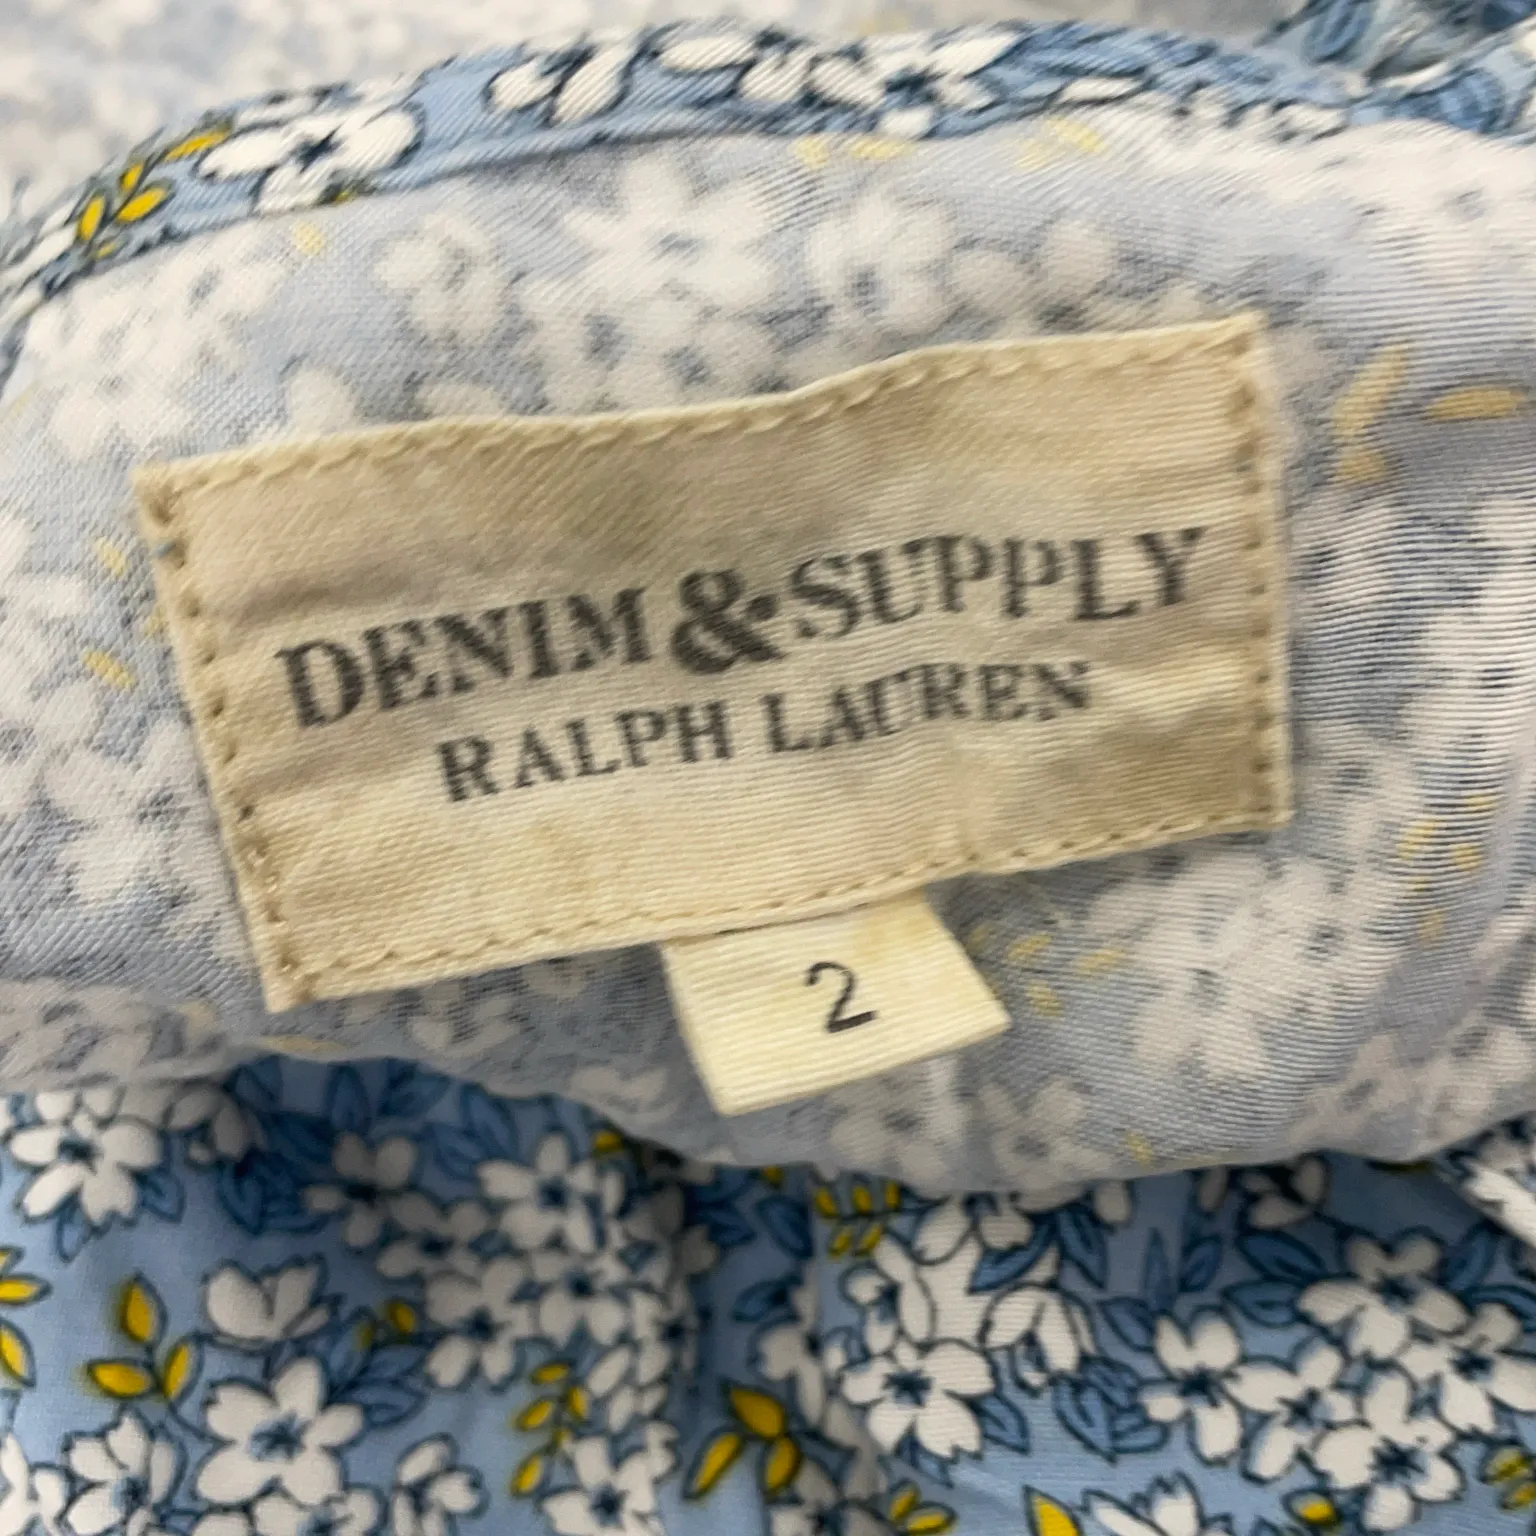 DENIM & SUPPLY
RALPH LAUREN
2